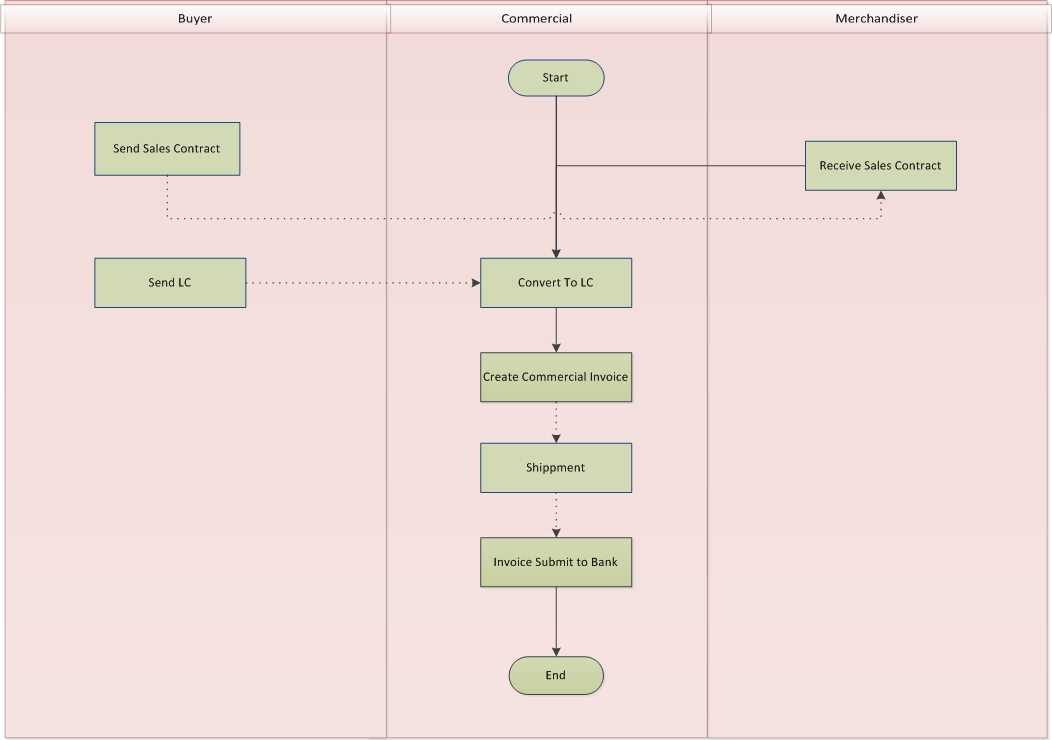 Buyer
Commercial
Merchandiser
Start
Send Sales Contract
Receive Sales Contract
Send LC
Convert To LC
Create Commercial Invoice
Shippment
Invoice Submit to Bank
End